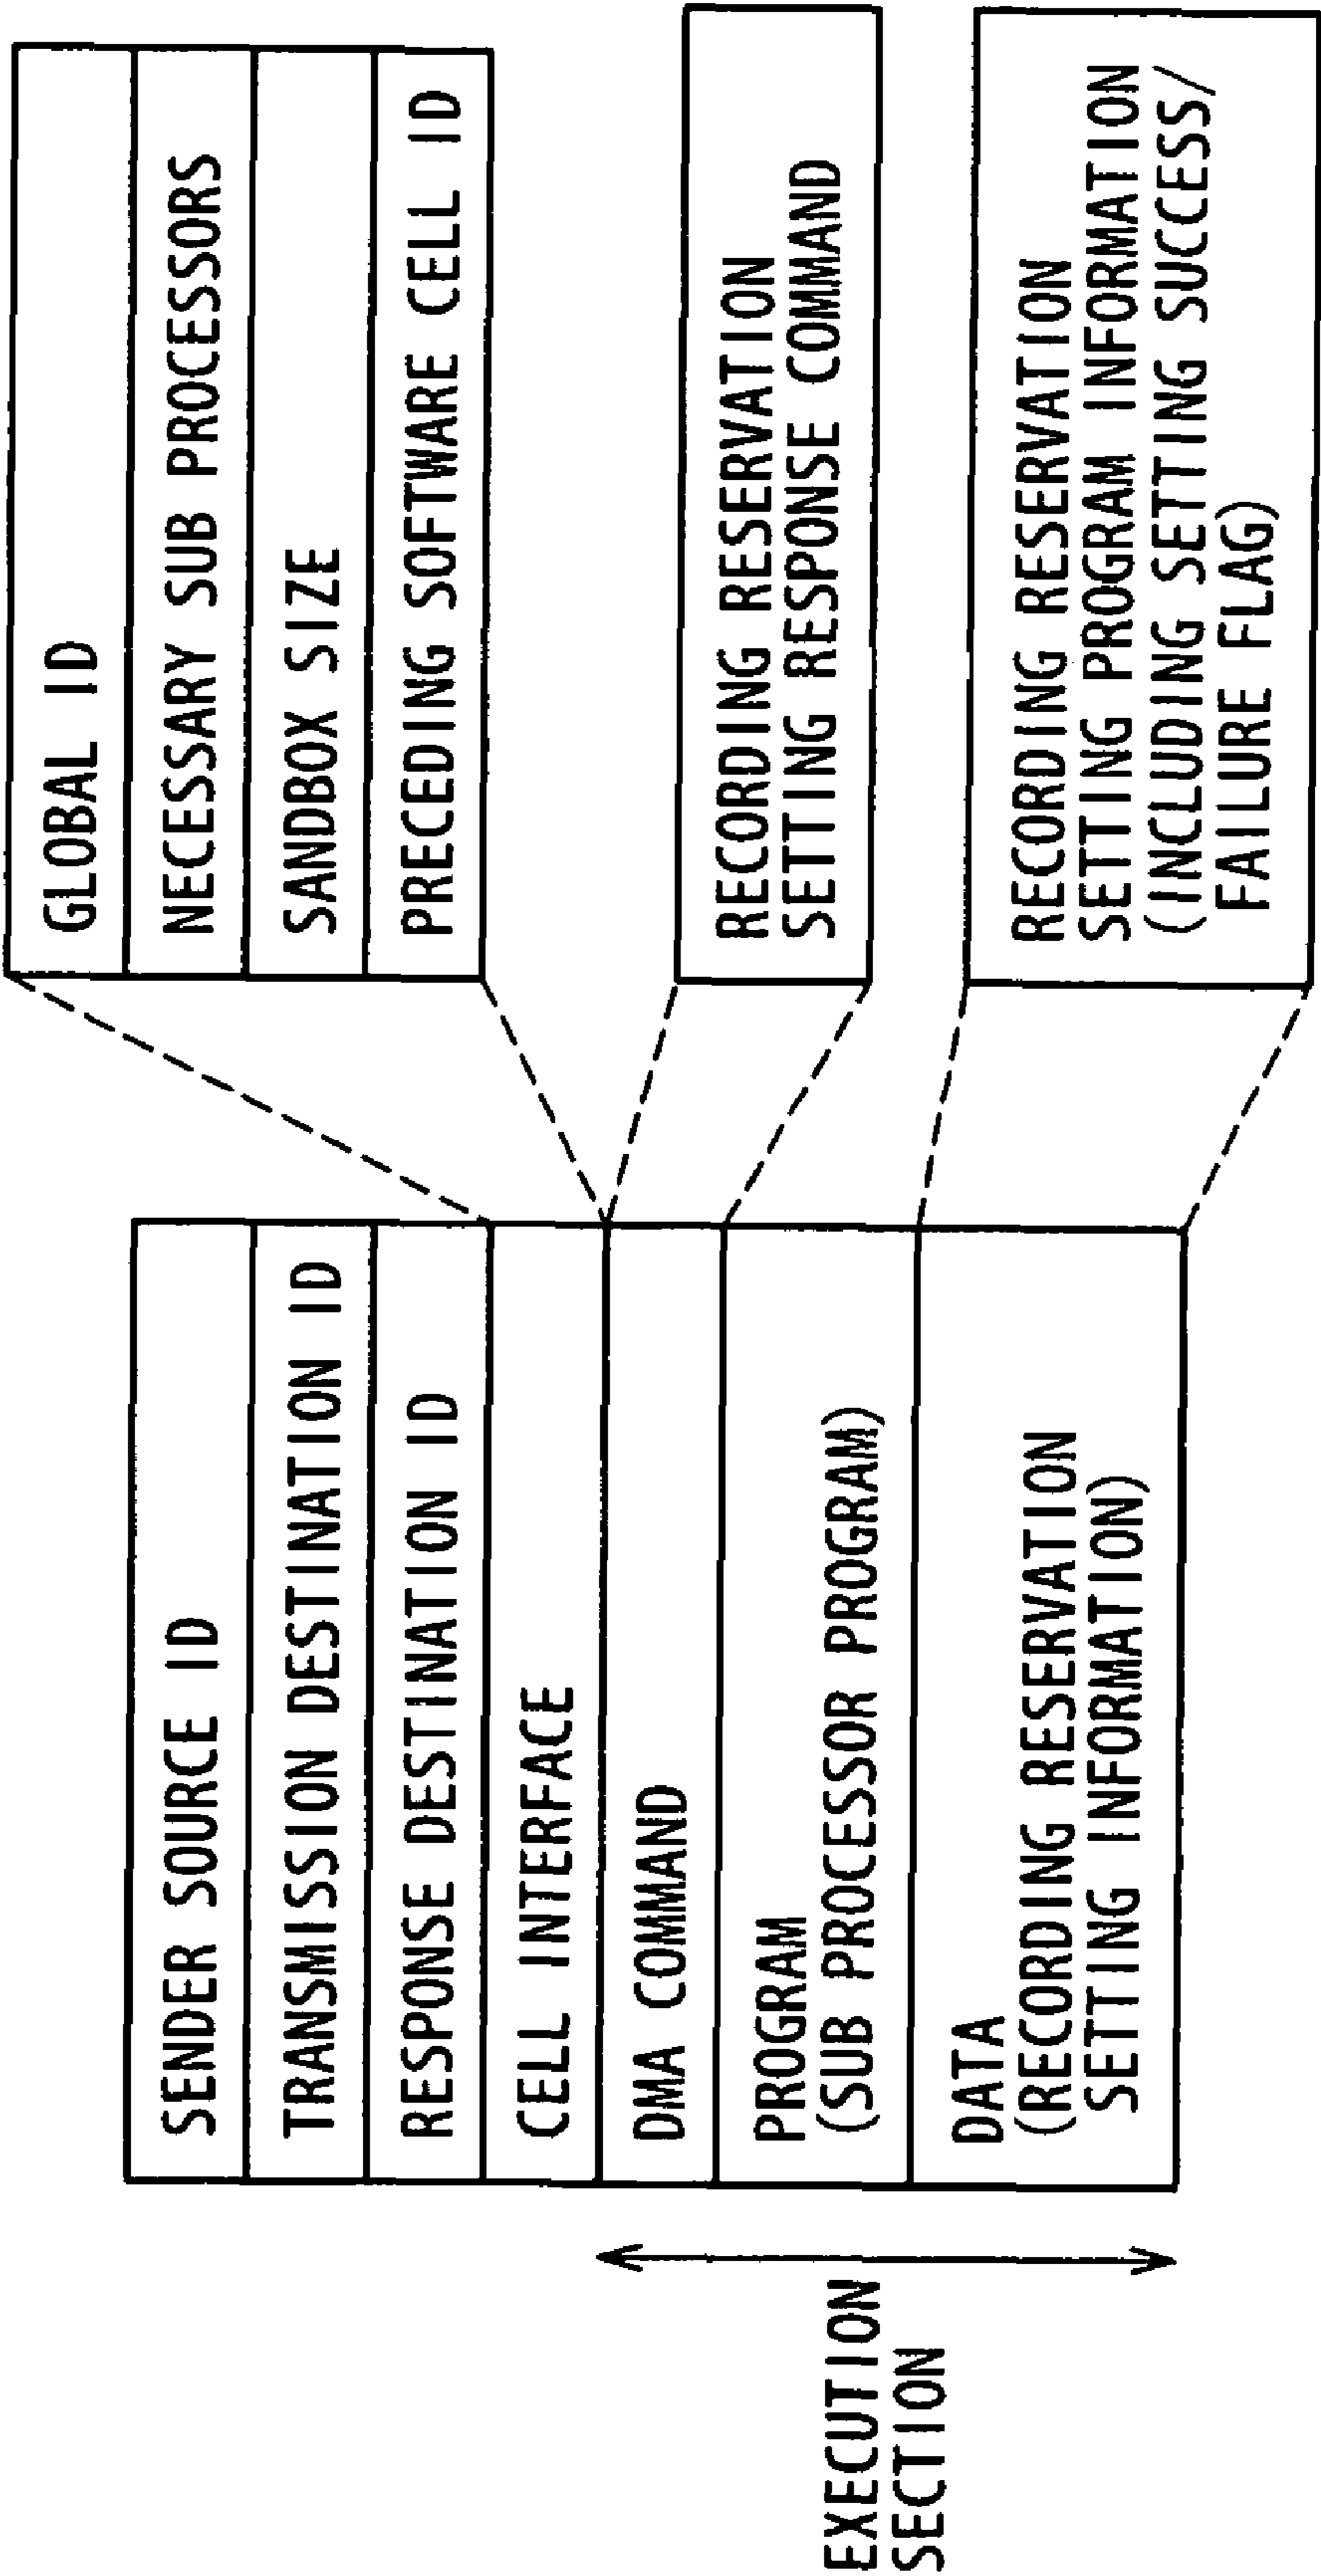 EXECUTION
SECTION
SENDER SOURCE ID
TRANSMISSION DESTINATION ID
RESPONSE DESTINATION ID
CELL INTERFACE
DMA COMMAND
PROGRAM
(SUB PROCESSOR PROGRAM)
DATA
(RECORDING RESERVATION
SETTING INFORMATION)
GLOBAL ID
NECESSARY SUB PROCESSORS
SANDBOX SIZE
PRECEDING SOFTWARE CELL ID
RECORDING RESERVATION
SETTING RESPONSE COMMAND
RECORDING RESERVATION
SETTING PROGRAM INFORMATION
(INCLUDING SETTING SUCCESS/
FAILURE FLAG)